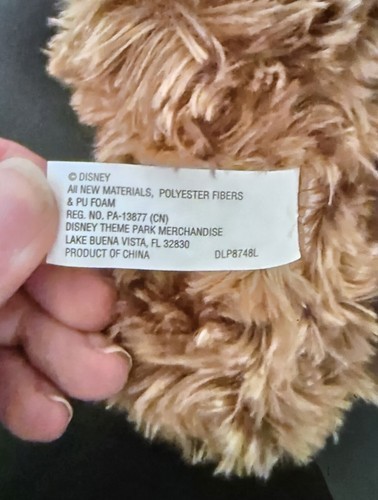 © DISNEY
All NEW MATERIALS, POLYESTER FIBERS
& PU FOAM
REG. NO. PA-13877 (CN)
DISNEY THEME PARK MERCHANDISE
LAKE BUENA VISTA, FL 32830
PRODUCT OF CHINA DLP8748L